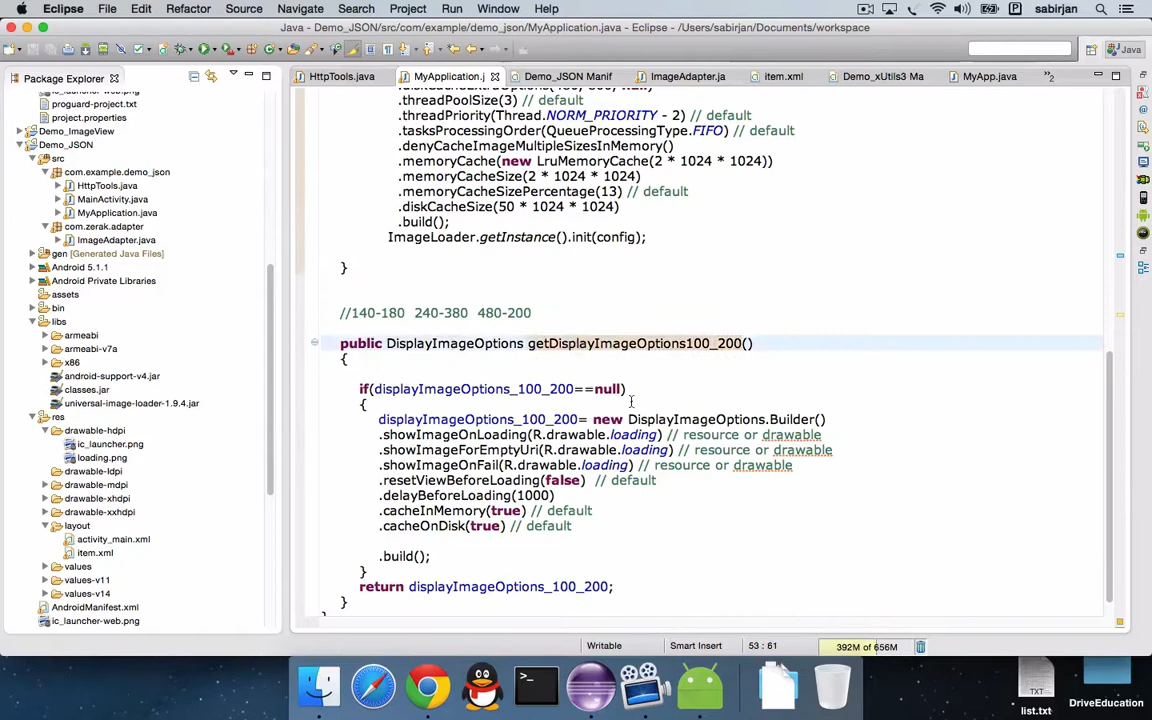 Eclipse File Edit Refactor Source Navigate Search Project Run Window Help sabirjan
Java - Demo_JSON/src/com/example/demo_json/MyApplication.java - Eclipse - /Users/sabirjan/Documents/workspace
Java
Package Explorer
HttpTools.java
MyApplication.j
Demo_JSON Manif
ImageAdapter.ja
item.xml
Demo_xUtils3 Ma
MyApp.java
»2
proguard-project.txt
project.properties
Demo_ImageView
Demo_JSON
src
com.example.demo_json
HttpTools.java
MainActivity.java
MyApplication.java
com.zerak.adapter
ImageAdapter.java
gen [Generated Java Files]
Android 5.1.1
Android Private Libraries
assets
bin
libs
armeabi
armeabi-v7a
x86
android-support-v4.jar
classes.jar
universal-image-loader-1.9.4.jar
res
drawable-hdpi
ic_launcher.png
loading.png
drawable-ldpi
drawable-mdpi
drawable-xhdpi
drawable-xxhdpi
layout
activity_main.xml
item.xml
values
values-v11
values-v14
AndroidManifest.xml
ic_launcher-web.png
.threadPoolSize(3) // default
.threadPriority(Thread.NORM_PRIORITY - 2) // default
.tasksProcessingOrder(QueueProcessingType.FIFO) // default
.denyCacheImageMultipleSizesInMemory()
.memoryCache(new LruMemoryCache(2 * 1024 * 1024))
.memoryCacheSize(2 * 1024 * 1024)
.memoryCacheSizePercentage(13) // default
.diskCacheSize(50 * 1024 * 1024)
.build();
ImageLoader.getInstance().init(config);
}
//140-180 240-380 480-200
public DisplayImageOptions getDisplayImageOptions100_200()
{
if(displayImageOptions_100_200==null)
{
displayImageOptions_100_200= new DisplayImageOptions.Builder()
.showImageOnLoading(R.drawable.loading) // resource or drawable
.showImageForEmptyUri(R.drawable.loading) // resource or drawable
.showImageOnFail(R.drawable.loading) // resource or drawable
.resetViewBeforeLoading(false) // default
.delayBeforeLoading(1000)
.cacheInMemory(true) // default
.cacheOnDisk(true) // default
.build();
}
return displayImageOptions_100_200;
}
Writable
Smart Insert
53 : 61
392M of 656M
TXT
list.txt
DriveEducation